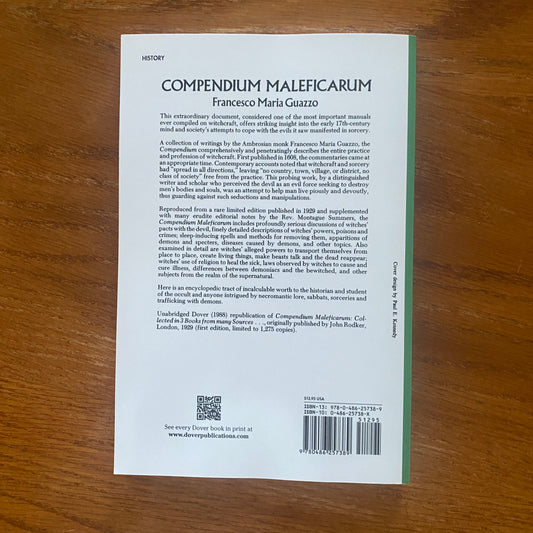 HISTORY
COMPENDIUM MALEFICARUM
Francesco Maria Guazzo
This extraordinary document, considered one of the most important manuals
ever compiled on witchcraft, offers striking insight into the early 17th-century
mind and society's attempts to cope with the evils it saw manifested in sorcery.
A collection of writings by the Ambrosian monk Francesco Maria Guazzo, the
Compendium comprehensively and penetratingly describes the entire practice
and profession of witchcraft. First published in 1608, the commentaries came at
an appropriate time. Contemporary accounts noted that witchcraft and sorcery
had "spread in all directions," leaving "no country, town, village, or district, no
class of society" free from the practice. This probing work, by a distinguished
writer and scholar who perceived the devil as an evil force seeking to destroy
men's bodies and souls, was an attempt to help man live piously and devoutly,
thus guarding against such seductions and manipulations.
Reproduced from a rare limited edition published in 1929 and supplemented
with many erudite editorial notes by the Rev. Montague Summers, the
Compendium Maleficarum includes profoundly serious discussions of witches'
pacts with the devil, finely detailed descriptions of witches' powers, poisons and
crimes; sleep-inducing spells and methods for removing them, apparitions of
demons and specters, diseases caused by demons, and other topics. Also
examined in detail are witches' alleged powers to transport themselves from
place to place, create living things, make beasts talk and the dead reappear;
witches' use of religion to heal the sick, laws observed by witches to cause and
cure illness, differences between demoniacs and the bewitched, and other
subjects from the realm of the supernatural.
Here is an encyclopedic tract of incalculable worth to the historian and student
of the occult and anyone intrigued by necromantic lore, sabbats, sorceries and
trafficking with demons.
Unabridged Dover (1988) republication of Compendium Maleficarum: Col-
lected in 3 Books from many Sources . . ., originally published by John Rodker,
London, 1929 (first edition, limited to 1,275 copies).
Cover design by Paul E. Kennedy
See every Dover book in print at
www.doverpublications.com
$12.95 USA
ISBN-13: 978-0-486-25738-9
ISBN-10: 0-486-25738-X
51295
9 780486 257389